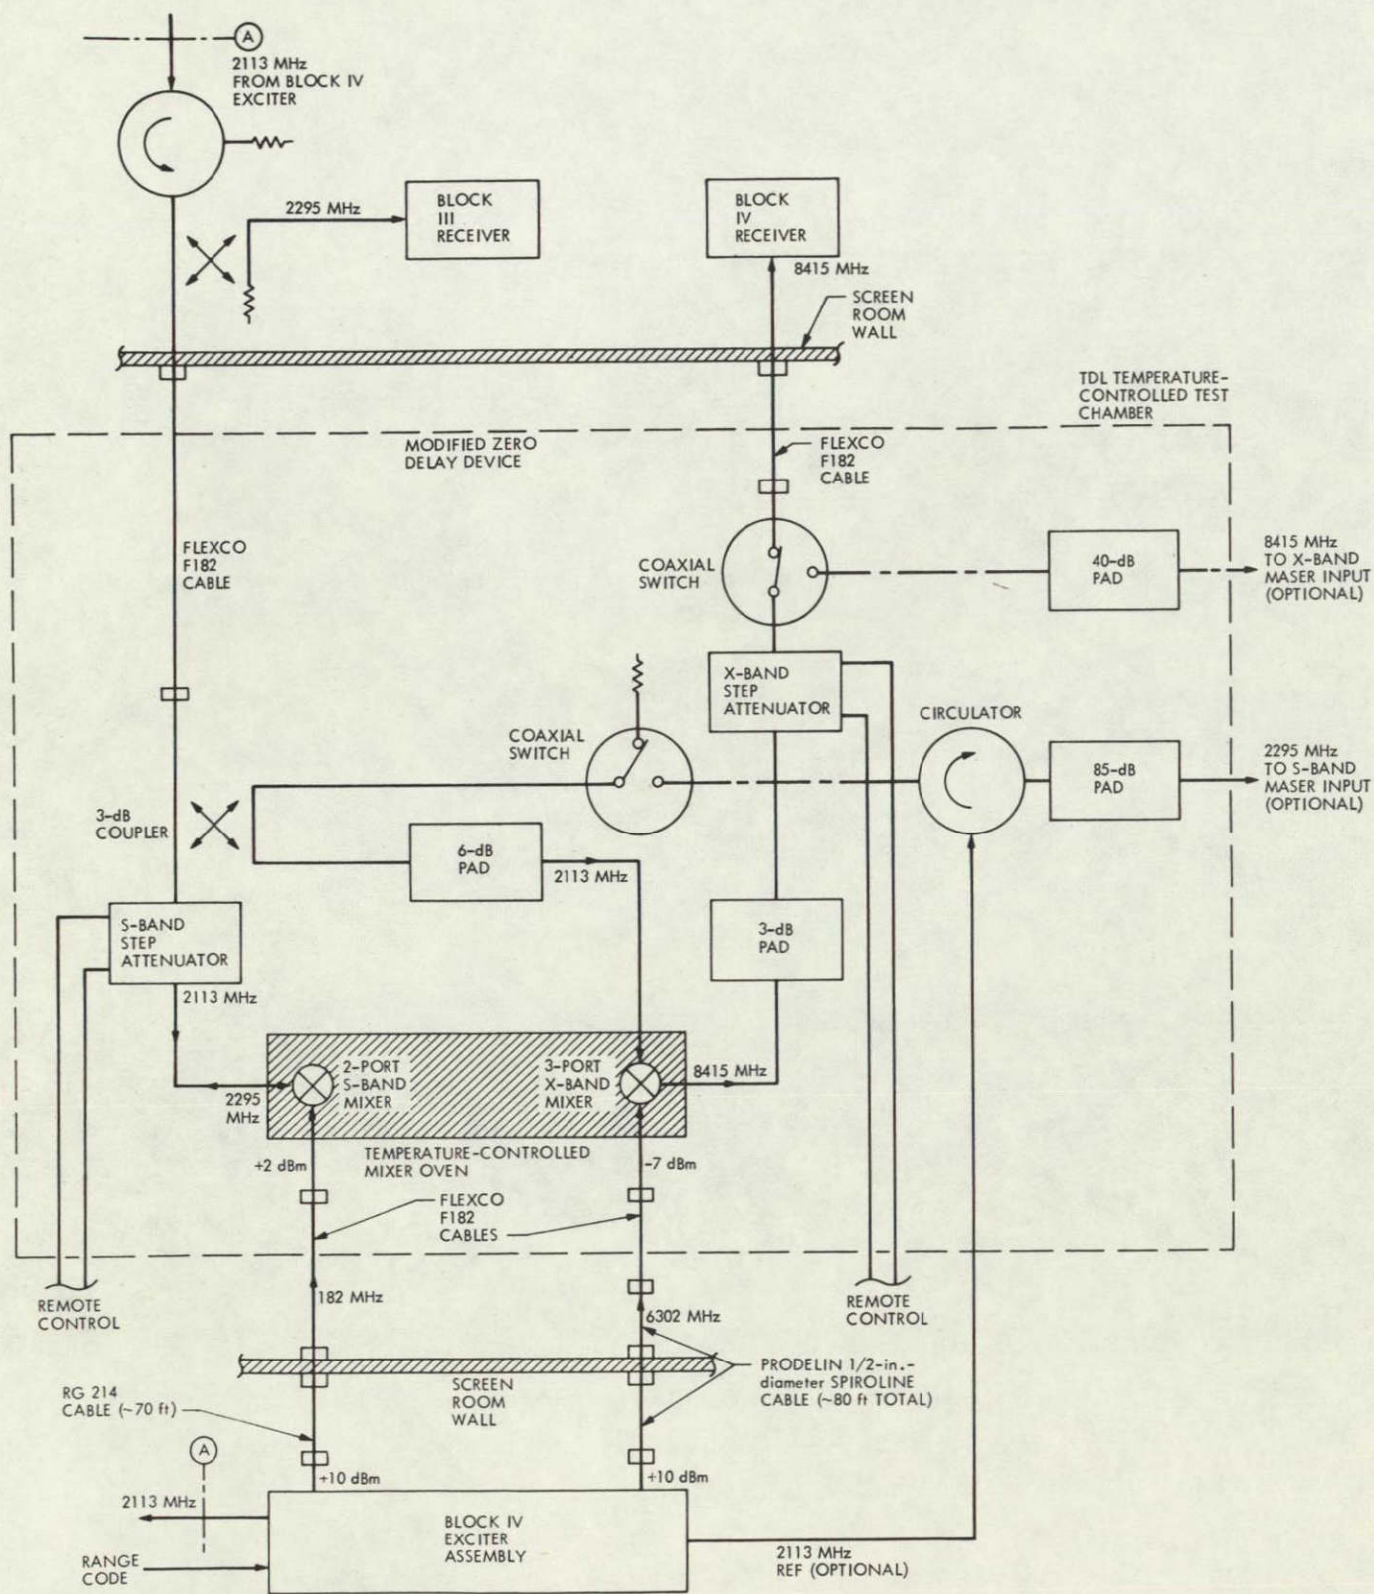 A
2113 MHz
FROM BLOCK IV
EXCITER
2295 MHz
BLOCK
III
RECEIVER
BLOCK
IV
RECEIVER
8415 MHz
SCREEN
ROOM
WALL
TDL TEMPERATURE-
CONTROLLED TEST
CHAMBER
MODIFIED ZERO
DELAY DEVICE
FLEXCO
F182
CABLE
FLEXCO
F182
CABLE
COAXIAL
SWITCH
40-dB
PAD
8415 MHz
TO X-BAND
MASER INPUT
(OPTIONAL)
X-BAND
STEP
ATTENUATOR
COAXIAL
SWITCH
CIRCULATOR
85-dB
PAD
2295 MHz
TO S-BAND
MASER INPUT
(OPTIONAL)
3-dB
COUPLER
6-dB
PAD
2113 MHz
S-BAND
STEP
ATTENUATOR
3-dB
PAD
2113 MHz
2-PORT
S-BAND
MIXER
3-PORT
X-BAND
MIXER
8415 MHz
2295
MHz
TEMPERATURE-CONTROLLED
MIXER OVEN
+2 dBm
-7 dBm
FLEXCO
F182
CABLES
REMOTE
CONTROL
182 MHz
6302 MHz
REMOTE
CONTROL
SCREEN
ROOM
WALL
PRODELIN 1/2-in.-
diameter SPIROLINE
CABLE (~80 ft TOTAL)
RG 214
CABLE (~70 ft)
A
+10 dBm
+10 dBm
2113 MHz
BLOCK IV
EXCITER
ASSEMBLY
RANGE
CODE
2113 MHz
REF (OPTIONAL)